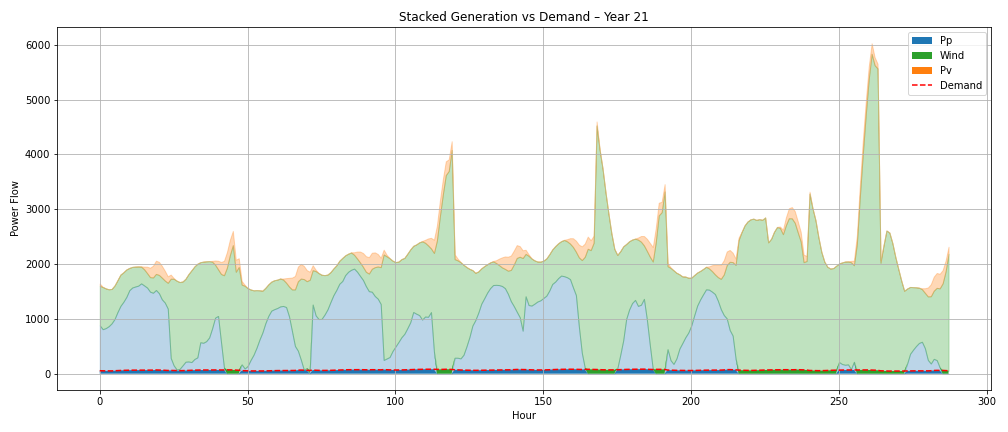 Stacked Generation vs Demand – Year 21
Power Flow
6000
5000
4000
3000
2000
1000
0
Pp
Wind
Pv
Demand
0 50 100 150 200 250 300
Hour